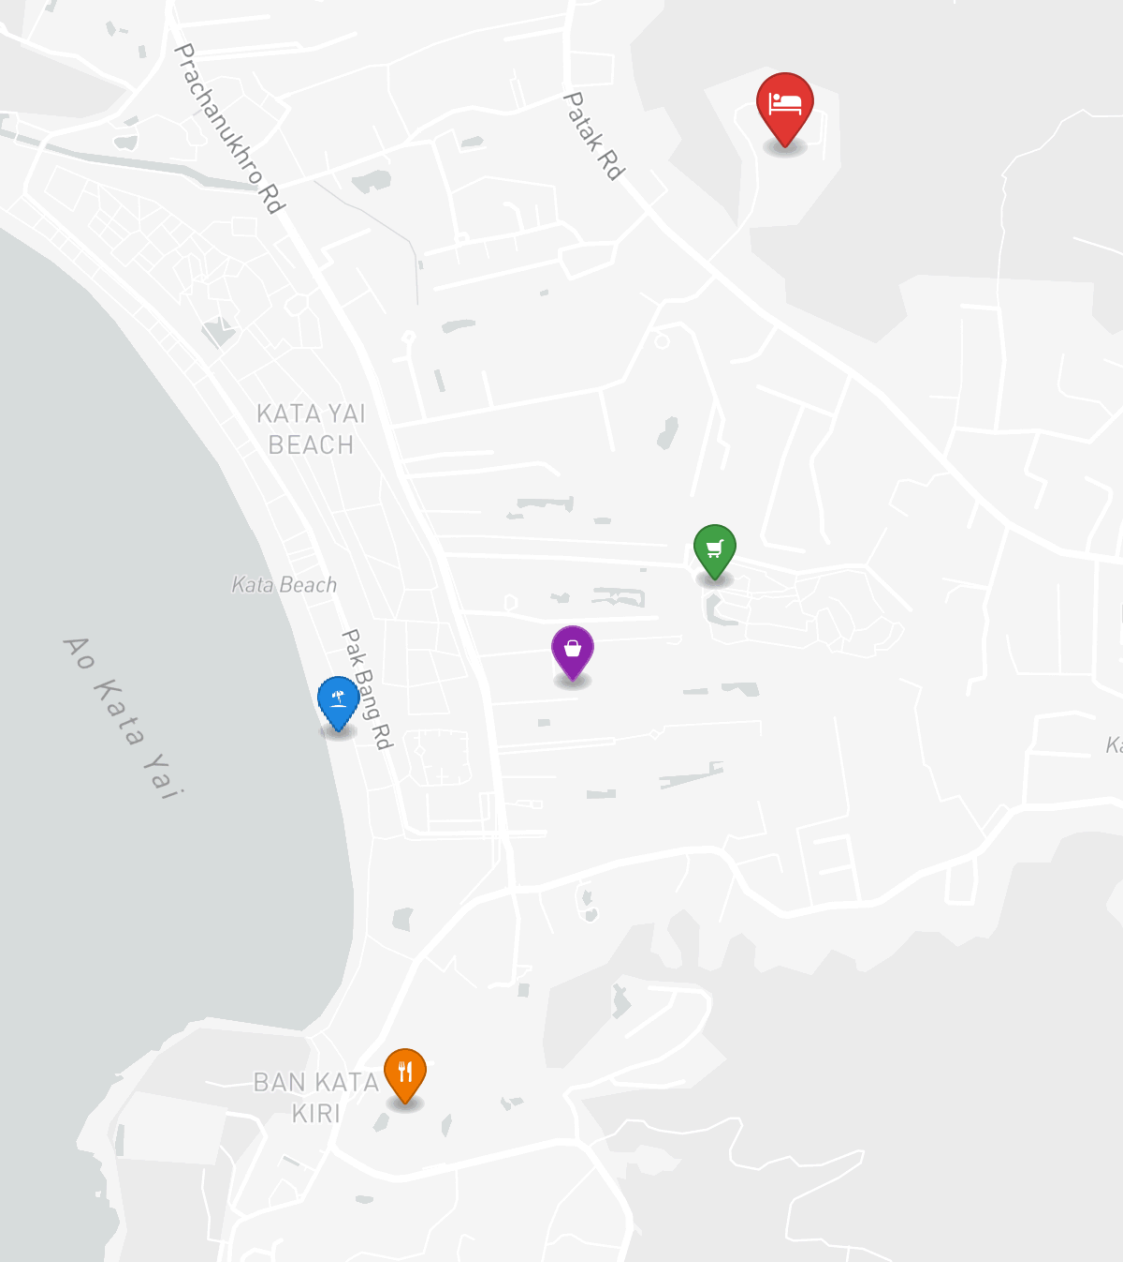 Prachanukhro Rd
Patak Rd
KATA YAI
BEACH
Kata Beach
Ao Kata Yai
Pak Bang Rd
BAN KATA
KIRI